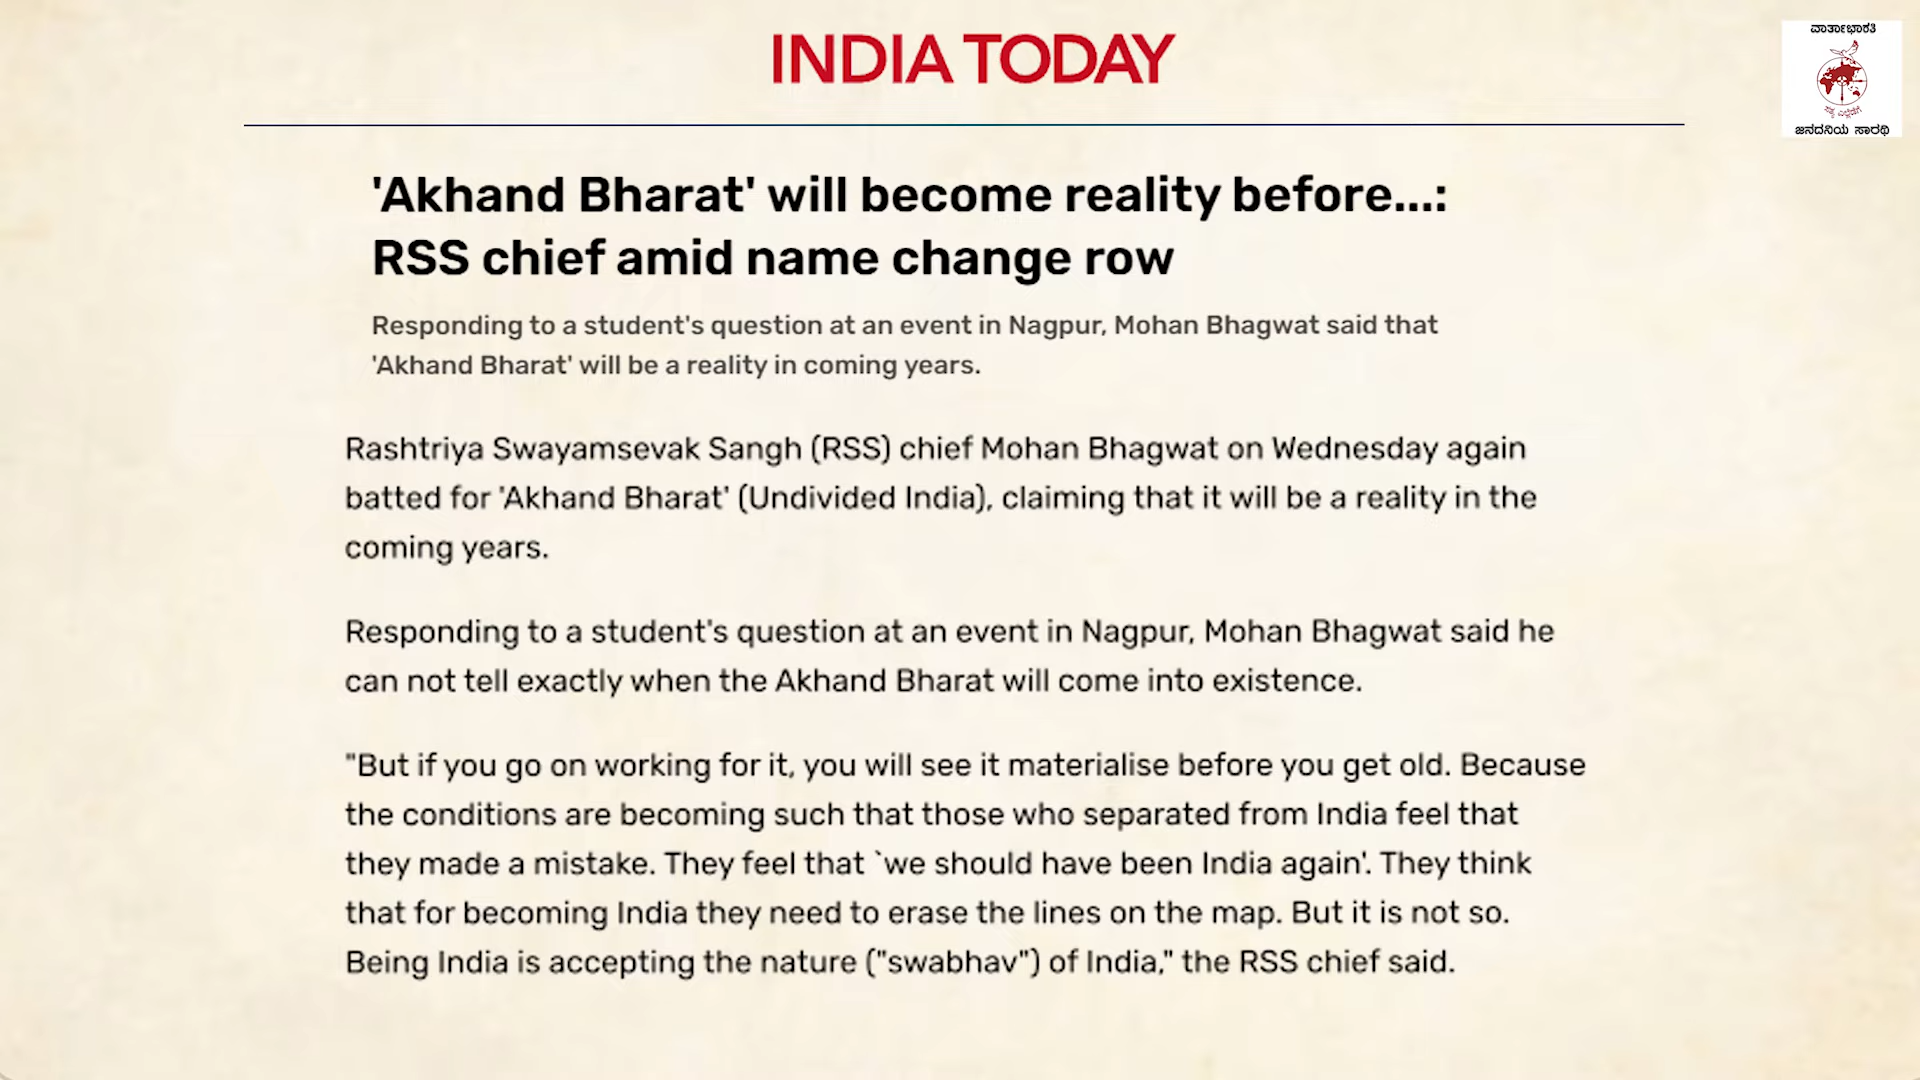 INDIA TODAY
ವಾರ್ತಾಭಾರತಿ
ಜನದನಿಯ ಸಾರಥಿ
'Akhand Bharat' will become reality before...:
RSS chief amid name change row
Responding to a student's question at an event in Nagpur, Mohan Bhagwat said that
'Akhand Bharat' will be a reality in coming years.
Rashtriya Swayamsevak Sangh (RSS) chief Mohan Bhagwat on Wednesday again
batted for 'Akhand Bharat' (Undivided India), claiming that it will be a reality in the
coming years.
Responding to a student's question at an event in Nagpur, Mohan Bhagwat said he
can not tell exactly when the Akhand Bharat will come into existence.
"But if you go on working for it, you will see it materialise before you get old. Because
the conditions are becoming such that those who separated from India feel that
they made a mistake. They feel that `we should have been India again'. They think
that for becoming India they need to erase the lines on the map. But it is not so.
Being India is accepting the nature ("swabhav") of India," the RSS chief said.